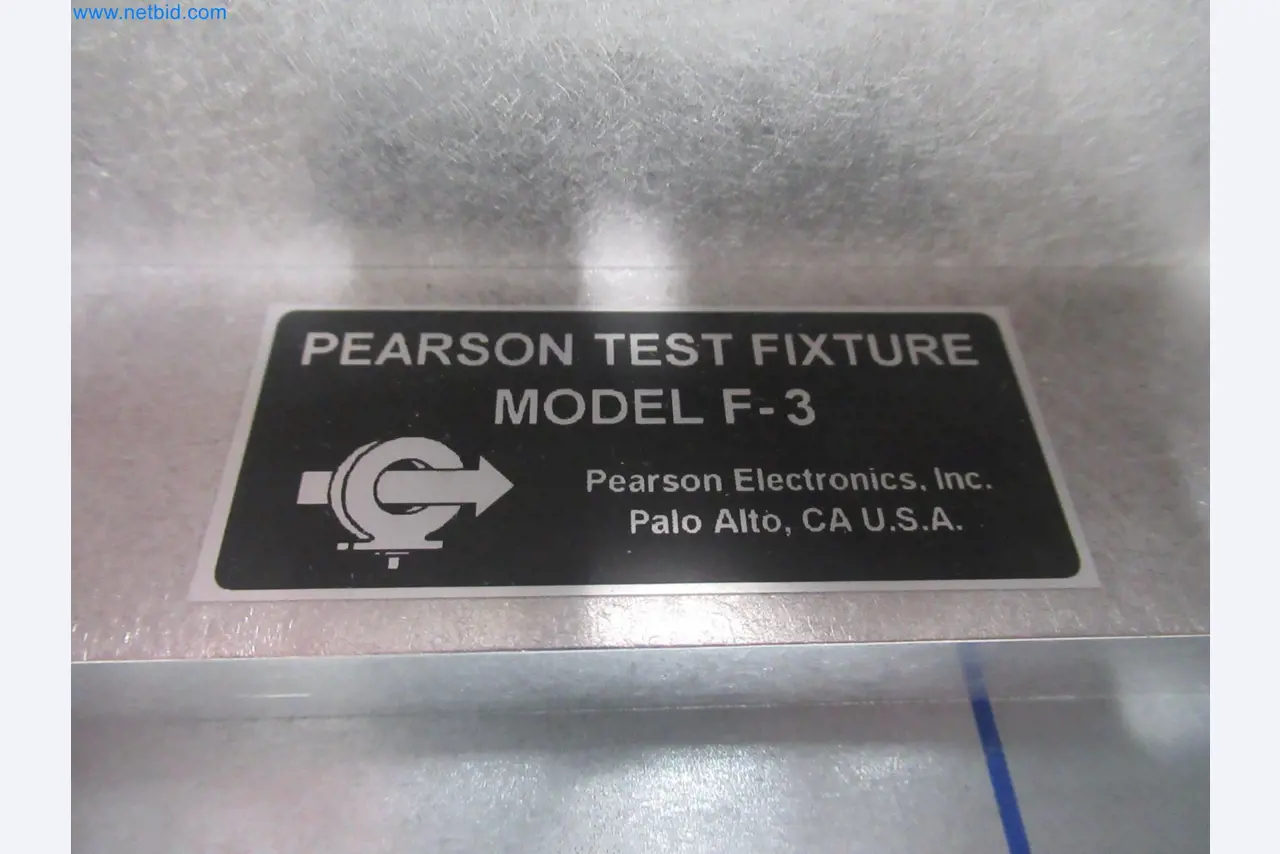 www.netbid.com
PEARSON TEST FIXTURE
MODEL F-3
Pearson Electronics, Inc.
Palo Alto, CA U.S.A.